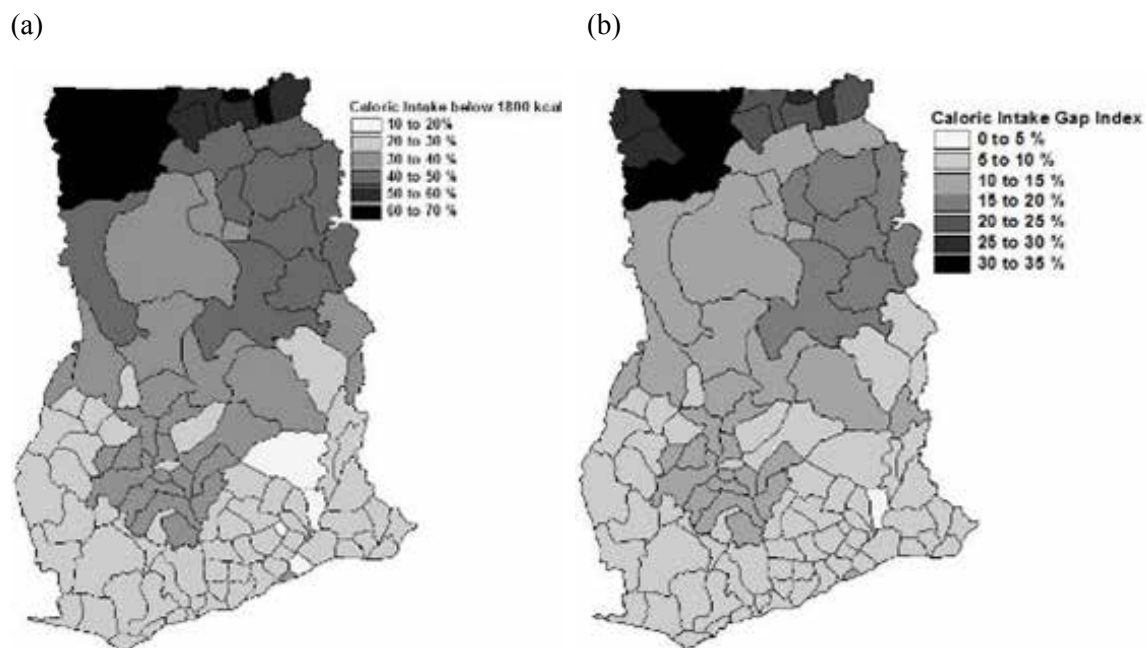 (a)
(b)
Caloric Intake below 1800 kcal
10 to 20%
20 to 30 %
30 to 40 %
40 to 50 %
50 to 60 %
60 to 70 %
Caloric Intake Gap Index
0 to 5 %
5 to 10 %
10 to 15 %
15 to 20 %
20 to 25 %
25 to 30 %
30 to 35 %